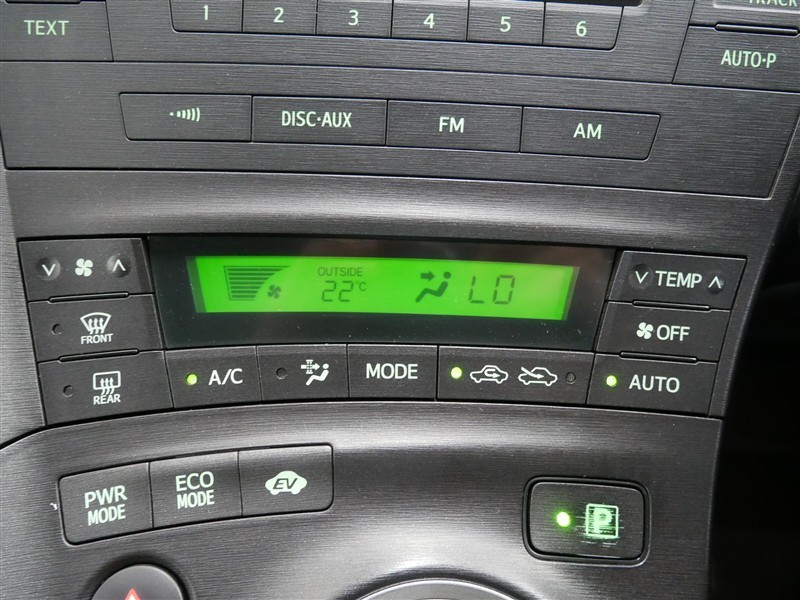 TEXT 1 2 3 4 5 6 TRACK
AUTO·P
DISC·AUX FM AM
OUTSIDE
22°C LO
TEMP
FRONT
OFF
REAR
A/C MODE AUTO
PWR MODE
ECO MODE
EV
P